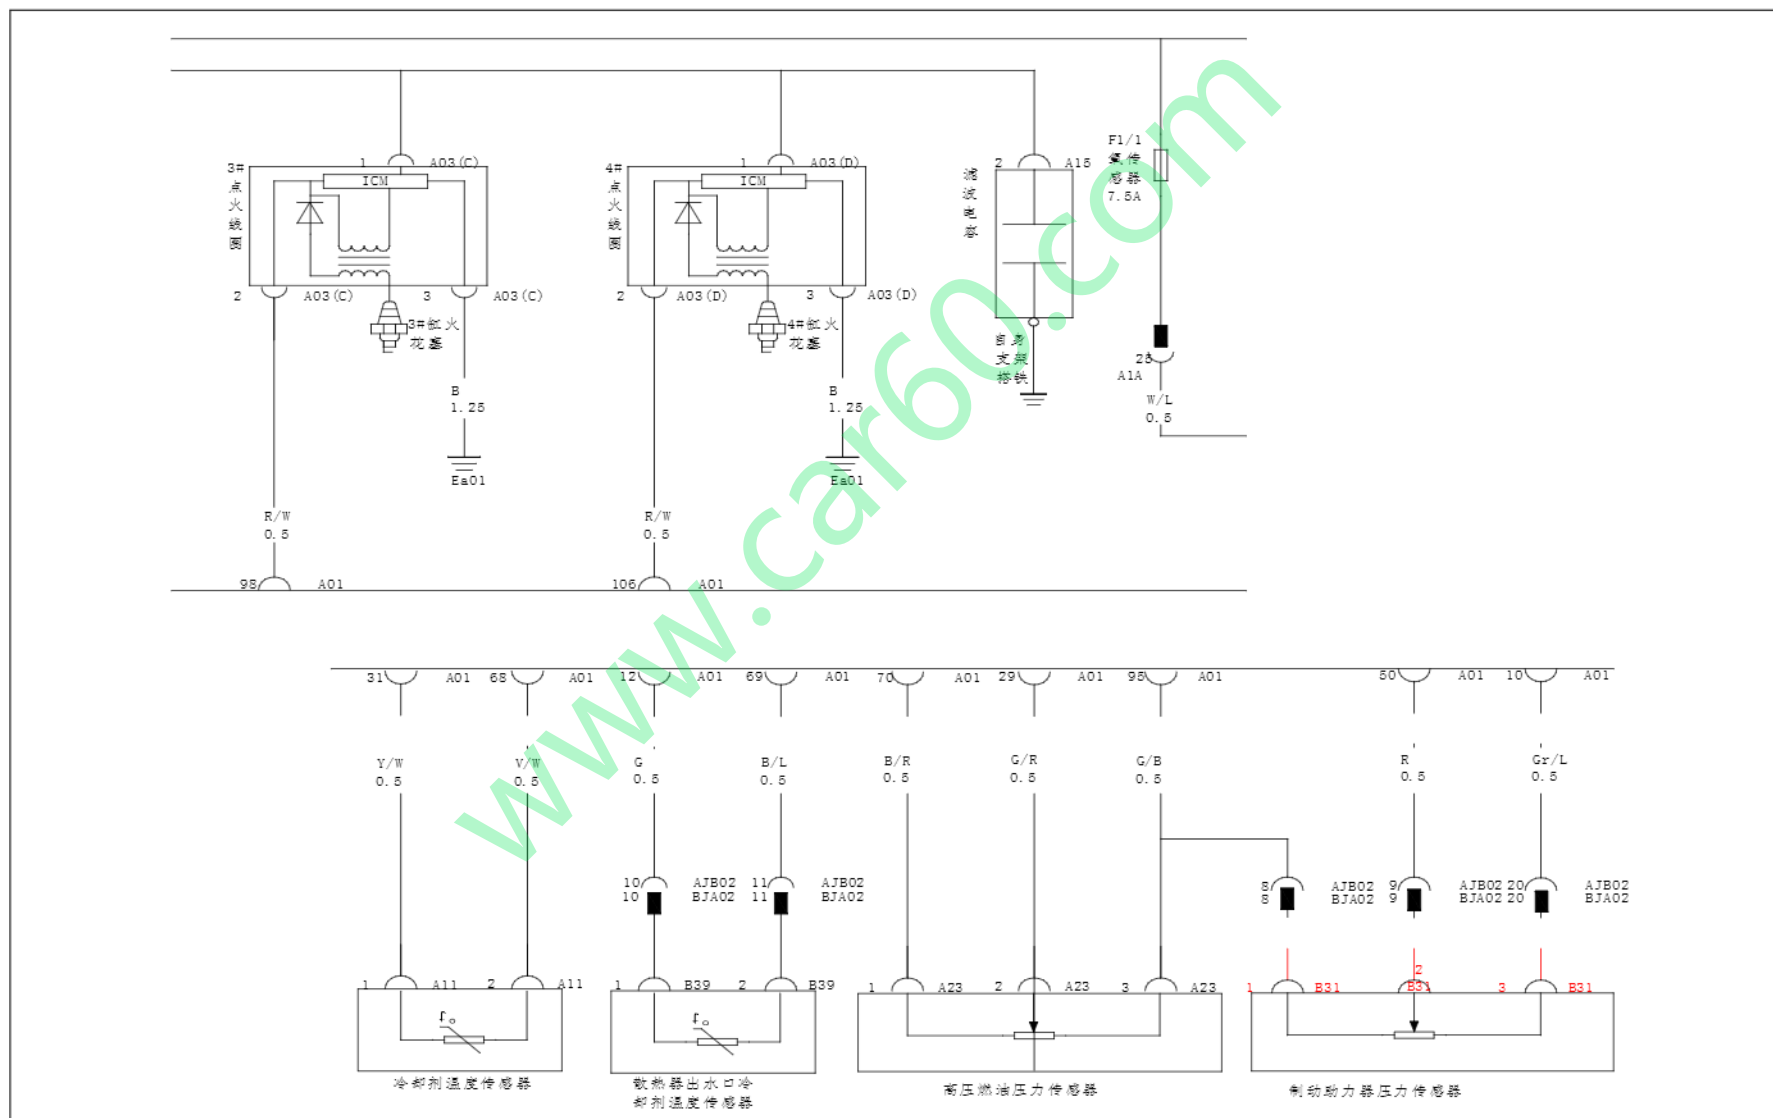 F1/1
氧传
感器
7.5A
1 A03(C)
1 A03(D)
2 A15
3#
点
火
线
圈
ICM
4#
点
火
线
圈
ICM
滤
波
电
容
2 A03(C) 3 A03(C)
2 A03(D) 3 A03(D)
3#缸火
花塞
4#缸火
花塞
自身
支架
搭铁
25
A1A
W/L
0.5
B
1.25
B
1.25
Ea01
Ea01
R/W
0.5
R/W
0.5
98 A01
106 A01
31 A01 68 A01 12 A01 69 A01 70 A01 29 A01 95 A01 50 A01 10 A01
Y/W V/W G B/L B/R G/R G/B R Gr/L
0.5 0.5 0.5 0.5 0.5 0.5 0.5 0.5 0.5
10 AJB02 11 AJB02 8 AJB02 9 AJB02 20 AJB02
10 BJA02 11 BJA02 8 BJA02 9 BJA02 20 BJA02
1 A11 2 A11 1 B39 2 B39 1 A23 2 A23 3 A23 1 B31 2 B31 3 B31
冷却剂温度传感器
散热器出水口冷
却剂温度传感器
高压燃油压力传感器
制动助力器压力传感器
www.car60.com